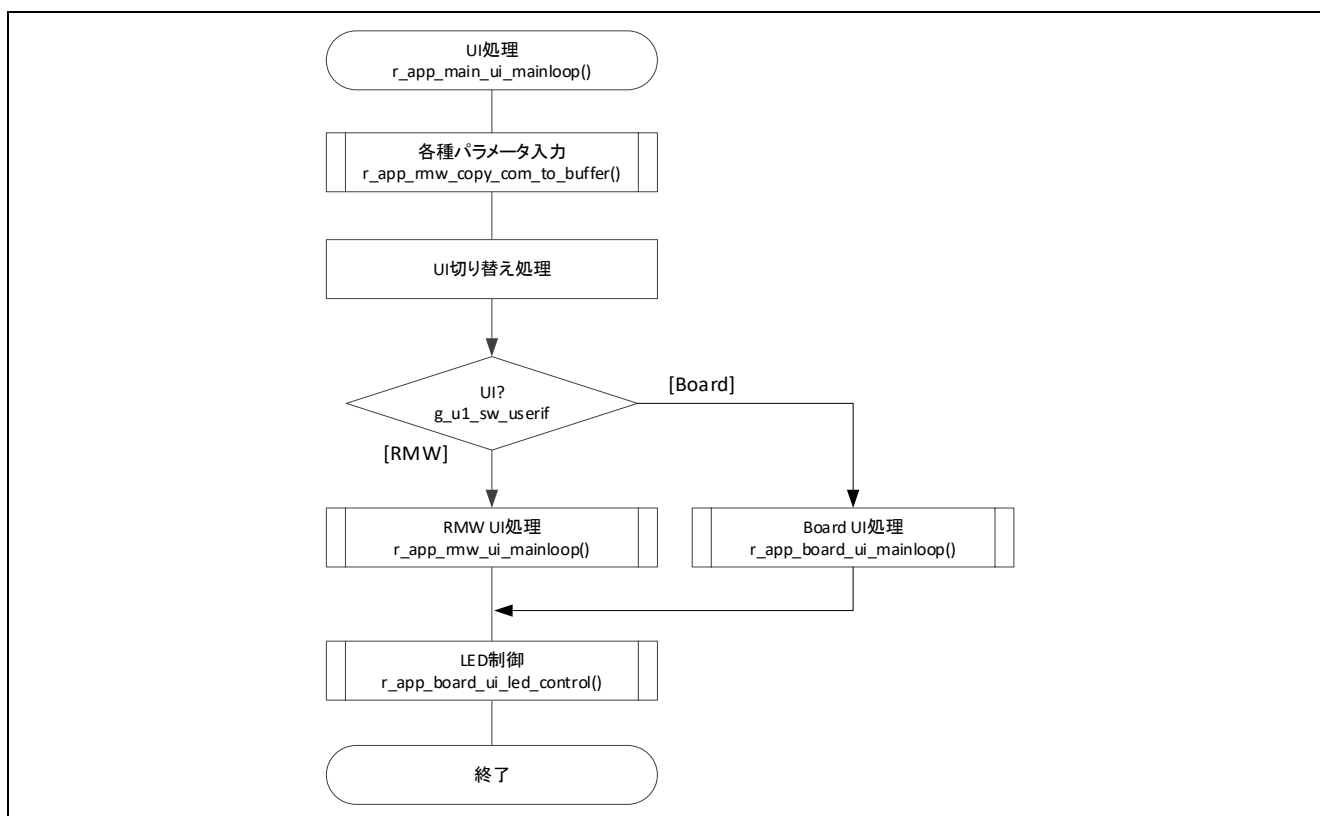 UI処理
r_app_main_ui_mainloop()
各種パラメータ入力
r_app_rmw_copy_com_to_buffer()
UI切り替え処理
UI?
g_u1_sw_userif
[Board]
[RMW]
RMW UI処理
r_app_rmw_ui_mainloop()
Board UI処理
r_app_board_ui_mainloop()
LED制御
r_app_board_ui_led_control()
終了